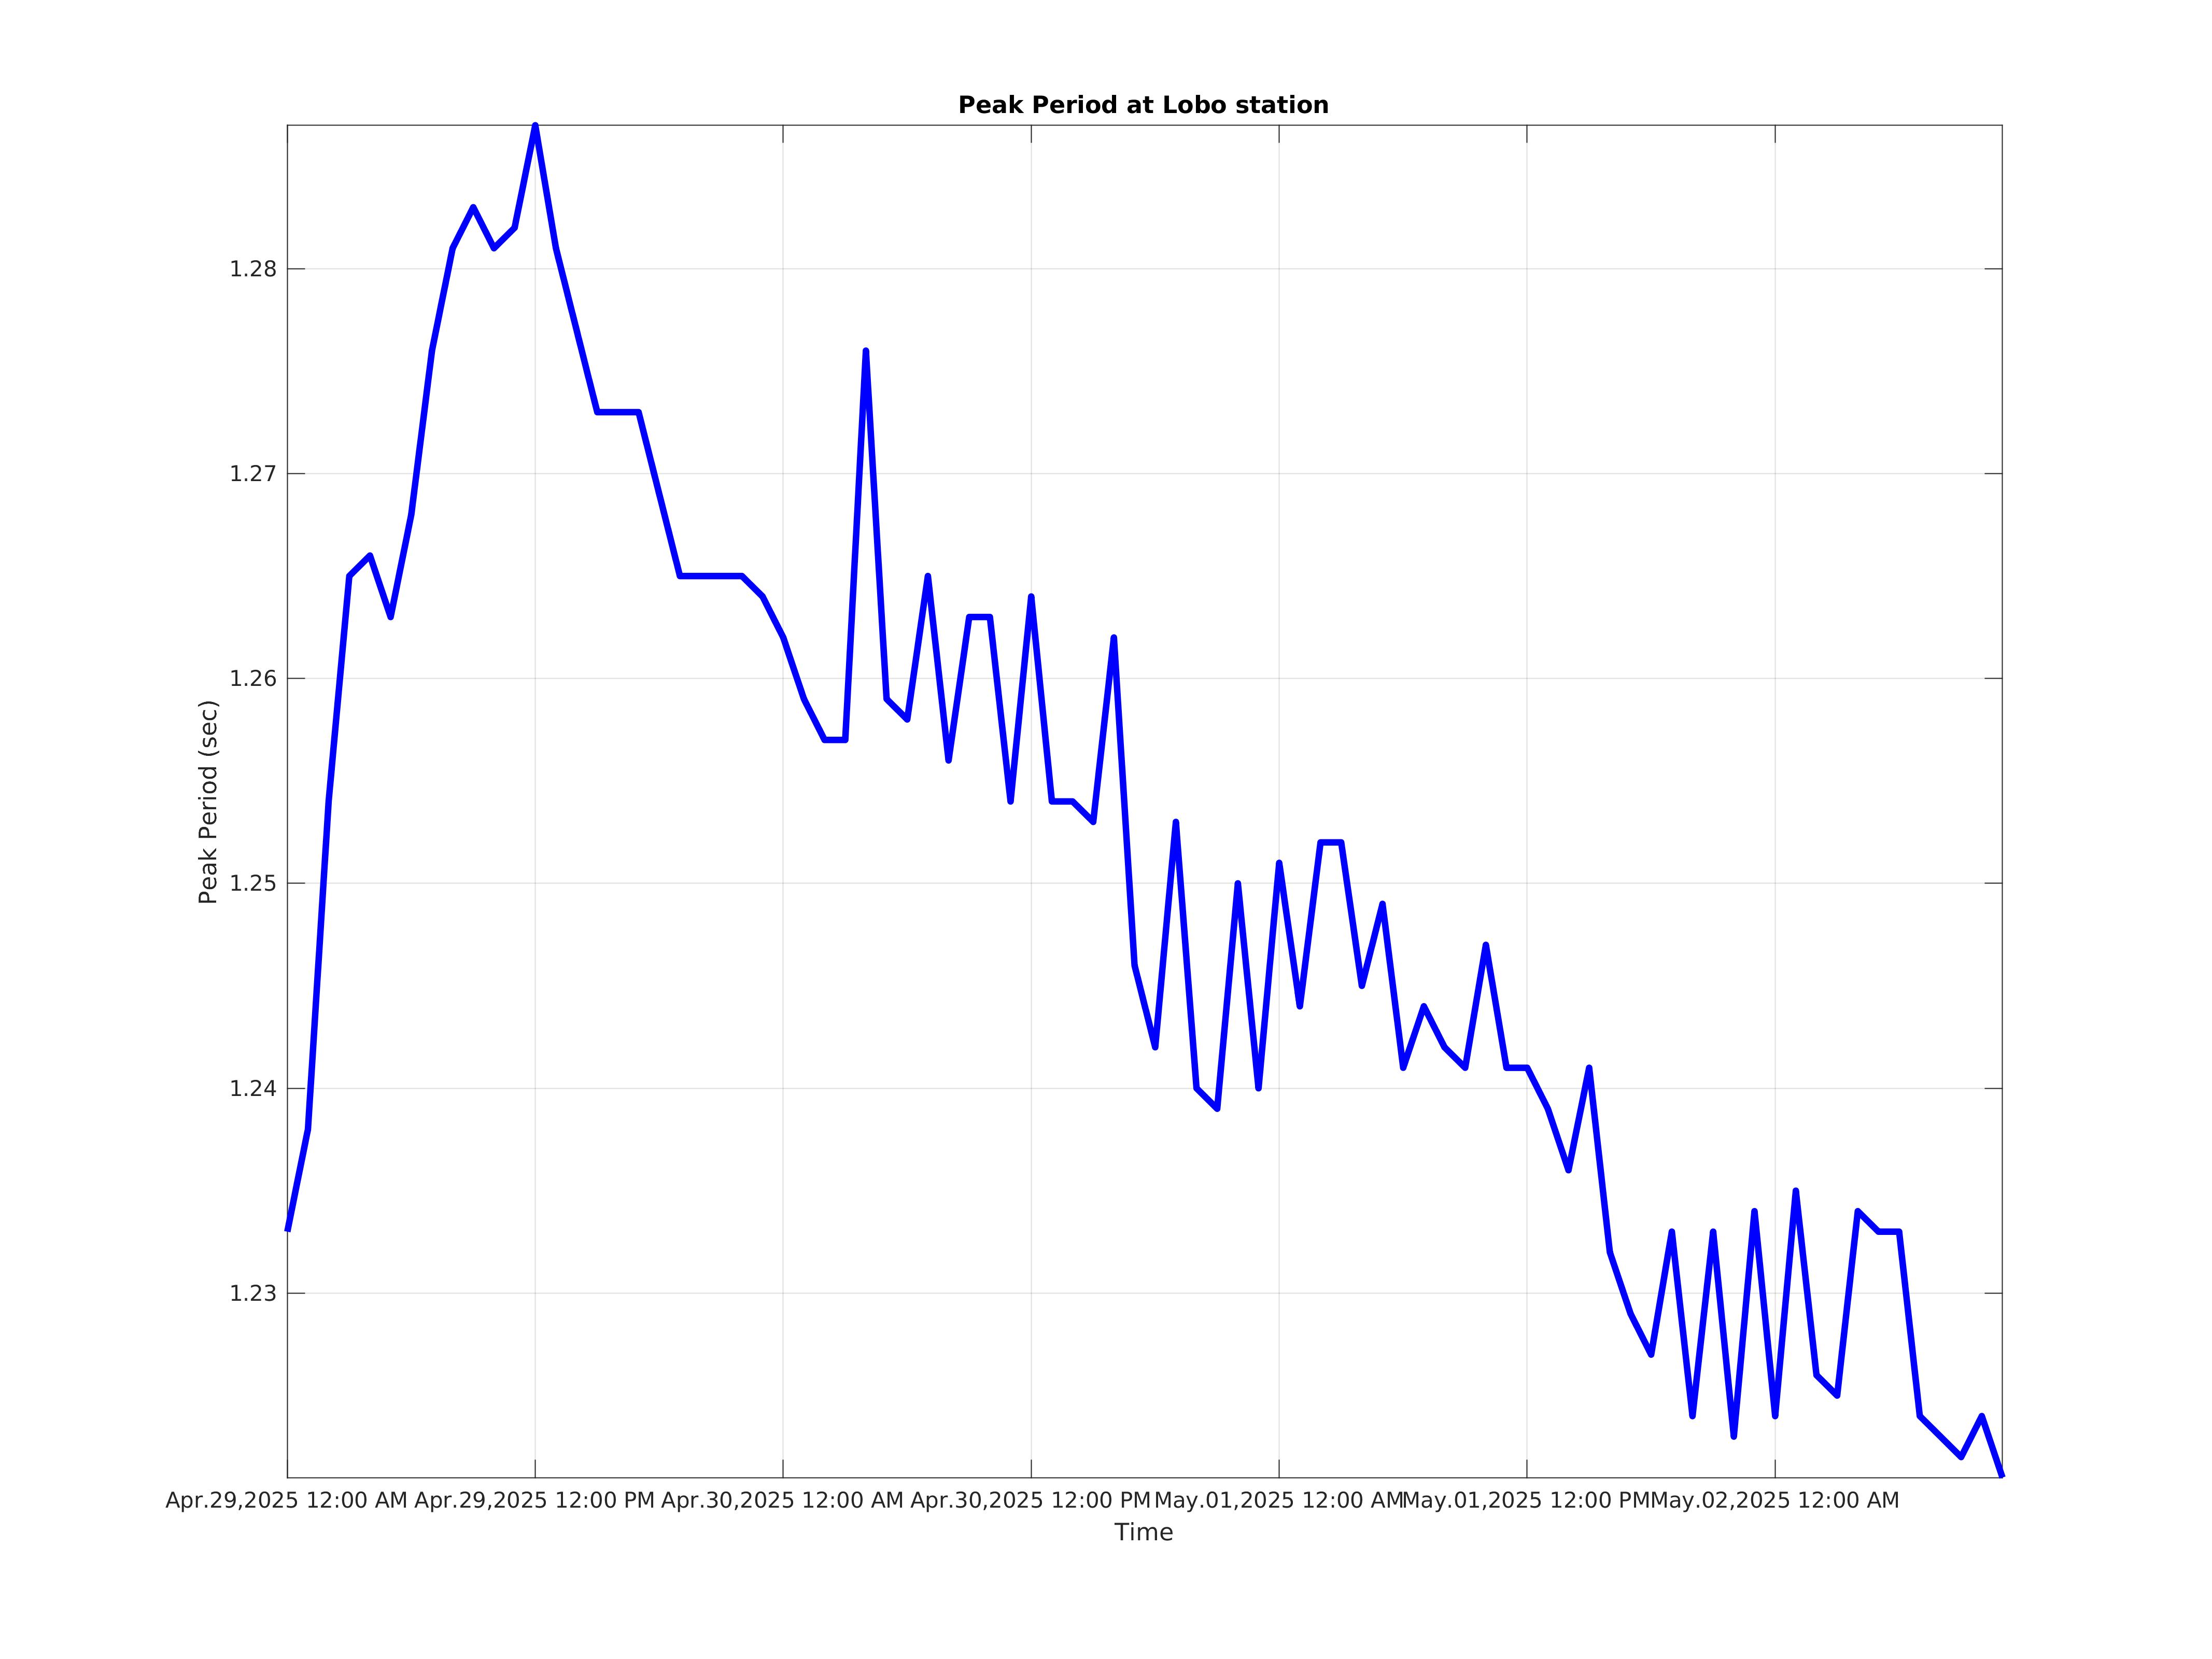 Peak Period at Lobo station
Peak Period (sec)
1.28
1.27
1.26
1.25
1.24
1.23
Apr.29,2025 12:00 AM Apr.29,2025 12:00 PM Apr.30,2025 12:00 AM Apr.30,2025 12:00 PM May.01,2025 12:00 AM May.01,2025 12:00 PM May.02,2025 12:00 AM
Time